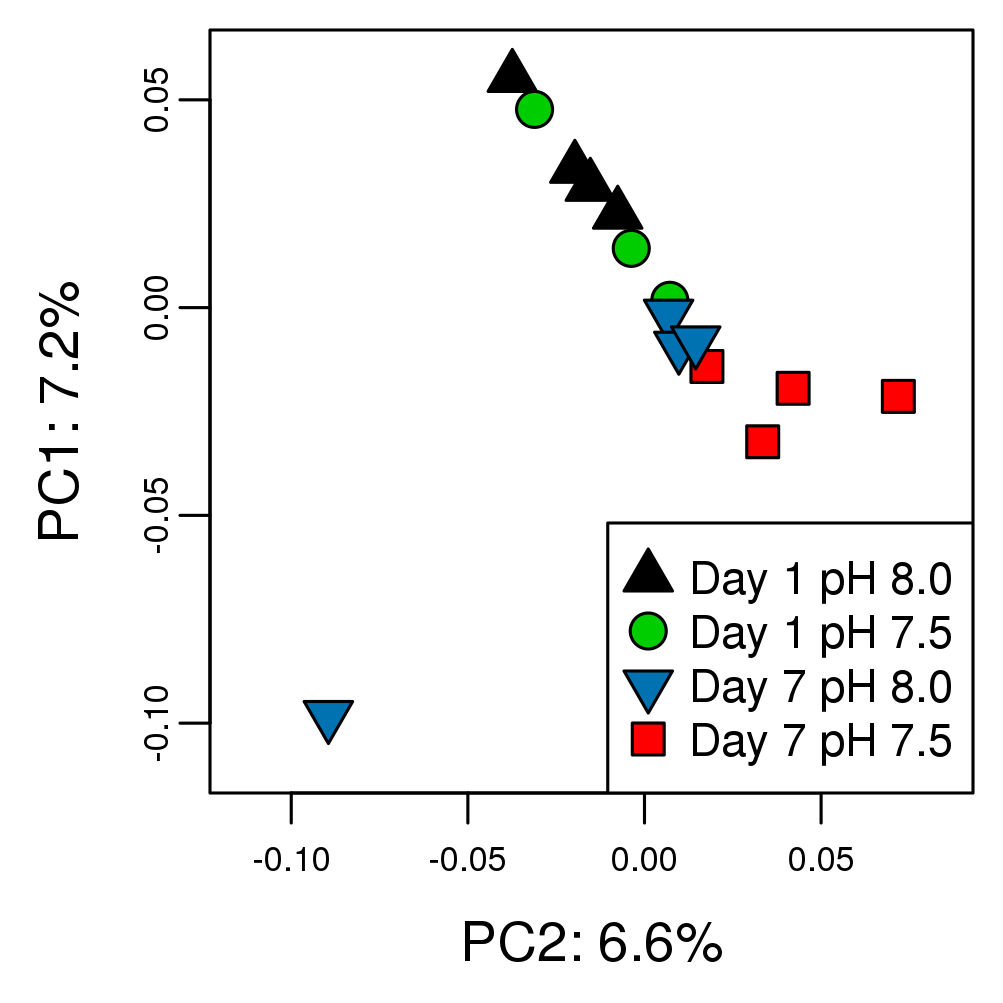 PC1: 7.2%
0.05
0.00
-0.05
-0.10
Day 1 pH 8.0
Day 1 pH 7.5
Day 7 pH 8.0
Day 7 pH 7.5
-0.10 -0.05 0.00 0.05
PC2: 6.6%